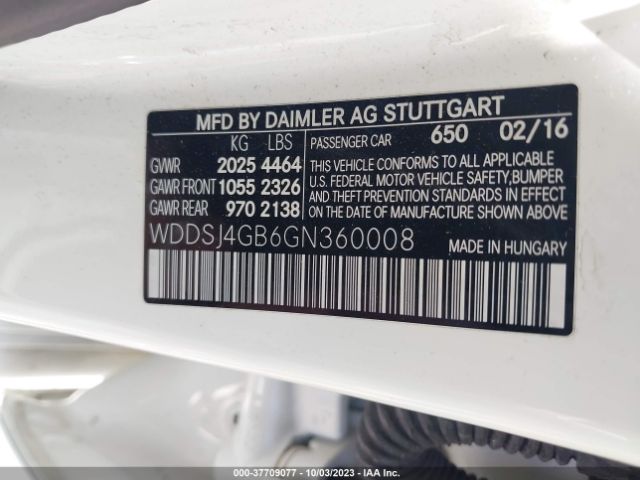 MFD BY DAIMLER AG STUTTGART
KG LBS PASSENGER CAR 650 02/16
GVWR 2025 4464
GAWR FRONT 1055 2326
GAWR REAR 970 2138
THIS VEHICLE CONFORMS TO ALL APPLICABLE
U.S. FEDERAL MOTOR VEHICLE SAFETY,BUMPER
AND THEFT PREVENTION STANDARDS IN EFFECT
ON THE DATE OF MANUFACTURE SHOWN ABOVE
WDDSJ4GB6GN360008 MADE IN HUNGARY
000-37709077 - 10/03/2023 - IAA Inc.